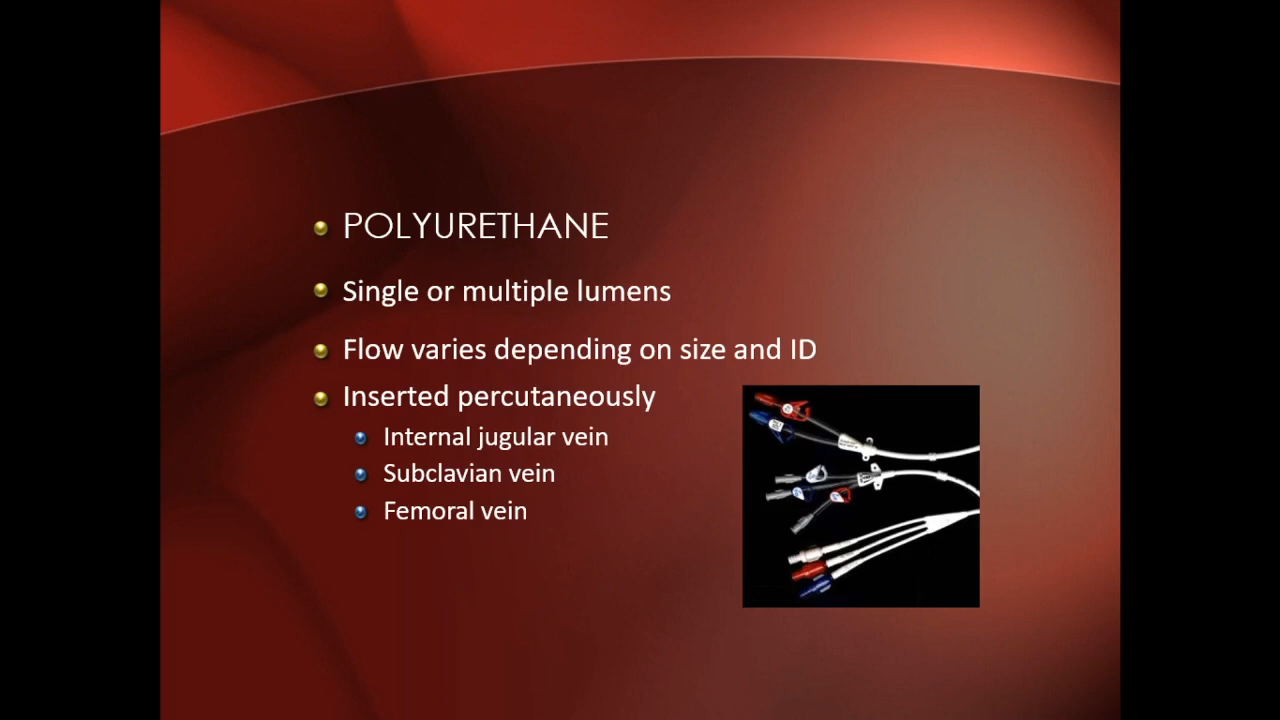 POLYURETHANE
Single or multiple lumens
Flow varies depending on size and ID
Inserted percutaneously
Internal jugular vein
Subclavian vein
Femoral vein